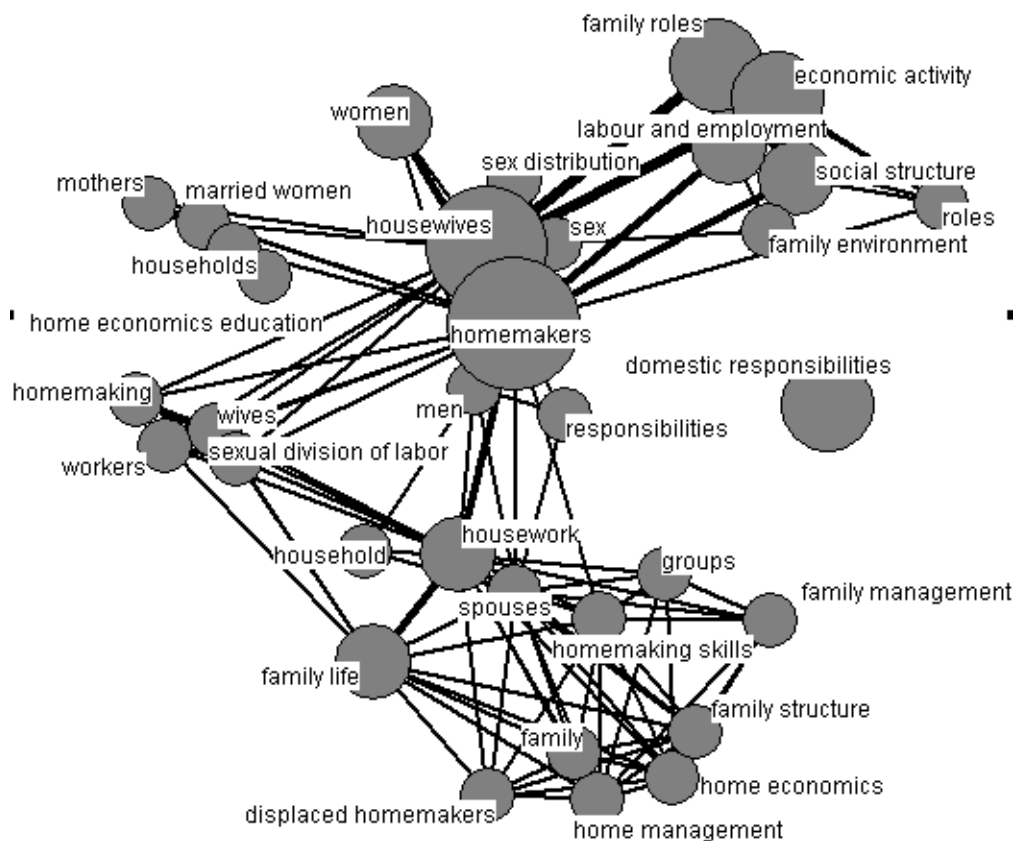 family roles
economic activity
women
labour and employment
sex distribution
social structure
mothers
married women
housewives
sex
roles
family environment
households
home economics education
homemakers
domestic responsibilities
homemaking
men
wives
responsibilities
sexual division of labor
workers
housework
household
groups
family management
spouses
homemaking skills
family life
family structure
family
home economics
displaced homemakers
home management